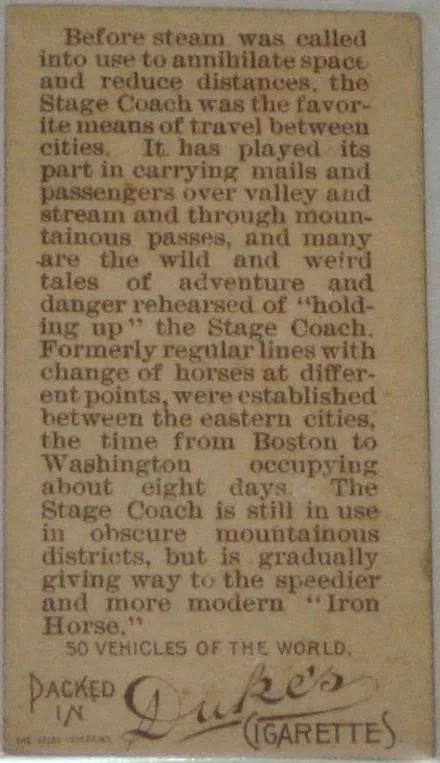 Before steam was called
into use to annihilate space
and reduce distances, the
Stage Coach was the favor-
ite means of travel between
cities. It has played its
part in carrying mails and
passengers over valley and
stream and through moun-
tainous passes, and many
are the wild and weird
tales of adventure and
danger rehearsed of "hold-
ing up" the Stage Coach.
Formerly regular lines with
change of horses at differ-
ent points, were established
between the eastern cities,
the time from Boston to
Washington occupying
about eight days. The
Stage Coach is still in use
in obscure mountainous
districts, but is gradually
giving way to the speedier
and more modern "Iron
Horse."
50 VEHICLES OF THE WORLD.
PACKED
IN
Duke's
CIGARETTES.